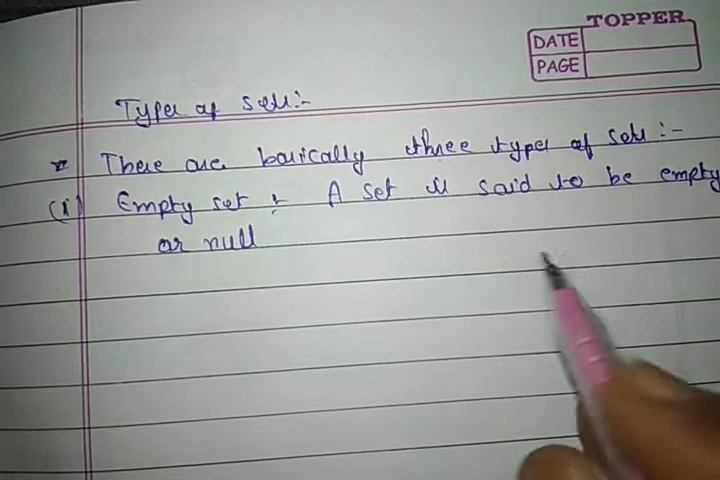 TOPPER
DATE
PAGE
Types of sets:-
* There are basically three types of sets :-
(i) Empty set :- A set is said to be empty
or null